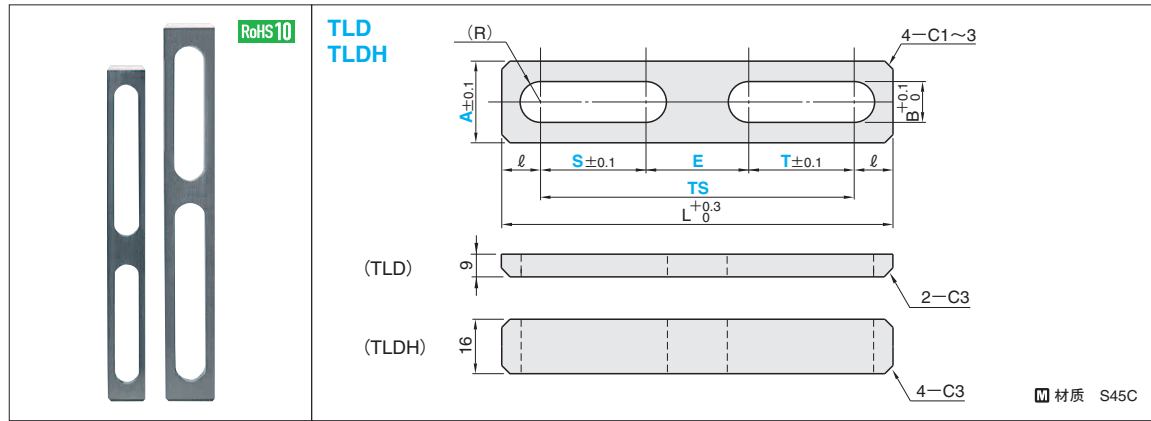 RoHS10
TLD
TLDH
(R)
4−C1〜3
A±0.1
B +0.1 0
ℓ
S±0.1
E
T±0.1
ℓ
TS
L +0.3 0
(TLD)
9
2−C3
(TLDH)
16
4−C3
M 材质 S45C